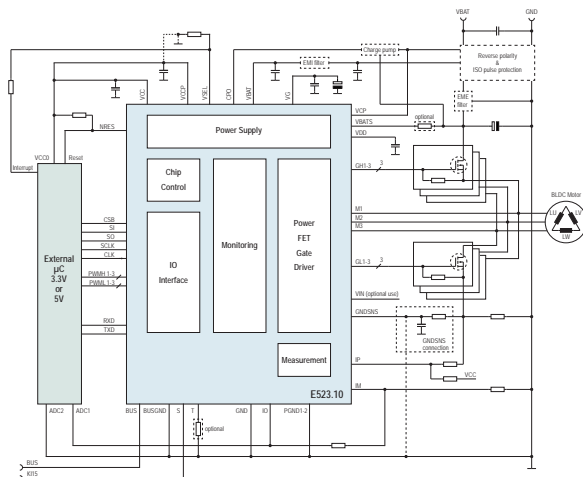 VBAT
GND
Charge pump
EMI filter
Reverse polarity
&
ISO pulse protection
EME
filter
VCC
VCCP
VSEL
CPO
VBAT
VG
VCP
VBATS
optional
VDD
NRES
Power Supply
VCC0
Reset
Interrupt
Chip
Control
GH1-3
3
BLDC Motor
LU
LV
LW
M1
M2
M3
CSB
SI
SO
SCLK
CLK
PWMH 1-3
PWML 1-3
External
µC
3.3V
or
5V
IO
Interface
Monitoring
Power
FET
Gate
Driver
GL1-3
3
VIN (optional use)
GNDSNS
GNDSNS
connection
RXD
TXD
Measurement
IP
VCC
IM
E523.10
ADC2
ADC1
BUS
BUSGND
S
T
optional
GND
IO
PGND1-2
BUS
Kl15